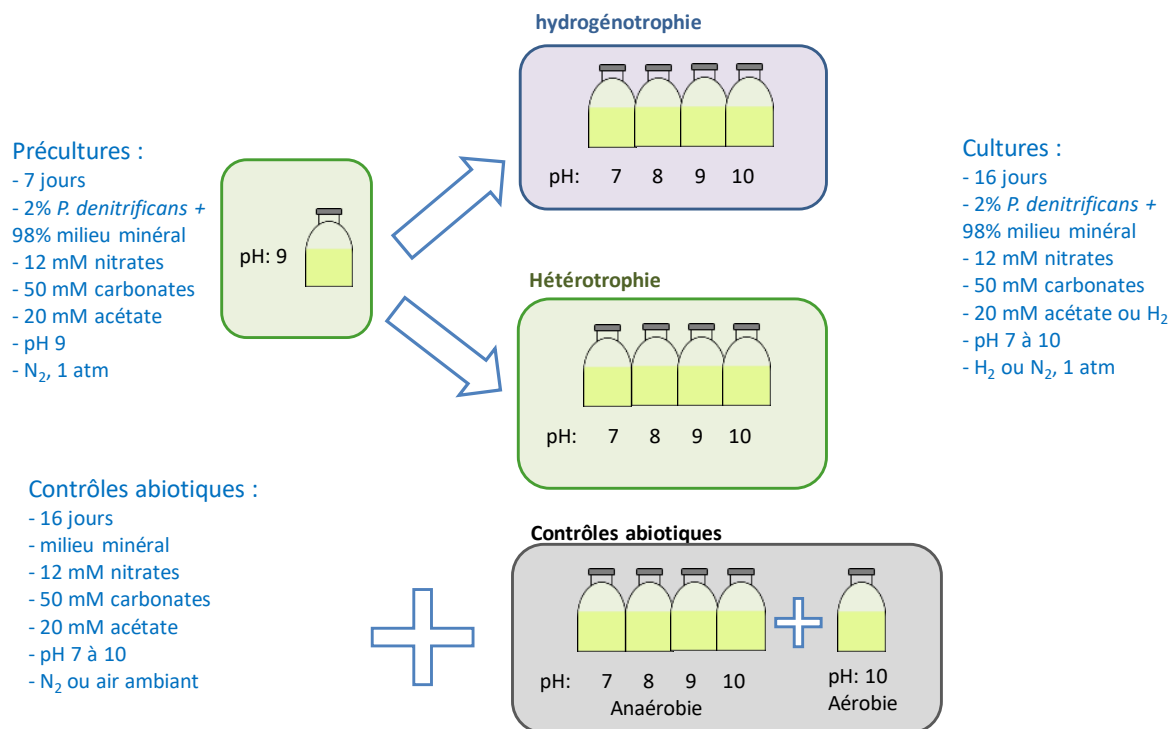 hydrogénotrophie
pH: 7 8 9 10
Précultures :
- 7 jours
- 2% P. denitrificans +
98% milieu minéral
- 12 mM nitrates
- 50 mM carbonates
- 20 mM acétate
- pH 9
- N₂, 1 atm
pH: 9
Cultures :
- 16 jours
- 2% P. denitrificans +
98% milieu minéral
- 12 mM nitrates
- 50 mM carbonates
- 20 mM acétate ou H₂
- pH 7 à 10
- H₂ ou N₂, 1 atm
Hétérotrophie
pH: 7 8 9 10
Contrôles abiotiques :
- 16 jours
- milieu minéral
- 12 mM nitrates
- 50 mM carbonates
- 20 mM acétate
- pH 7 à 10
- N₂ ou air ambiant
Contrôles abiotiques
pH: 7 8 9 10
Anaérobie
pH: 10
Aérobie